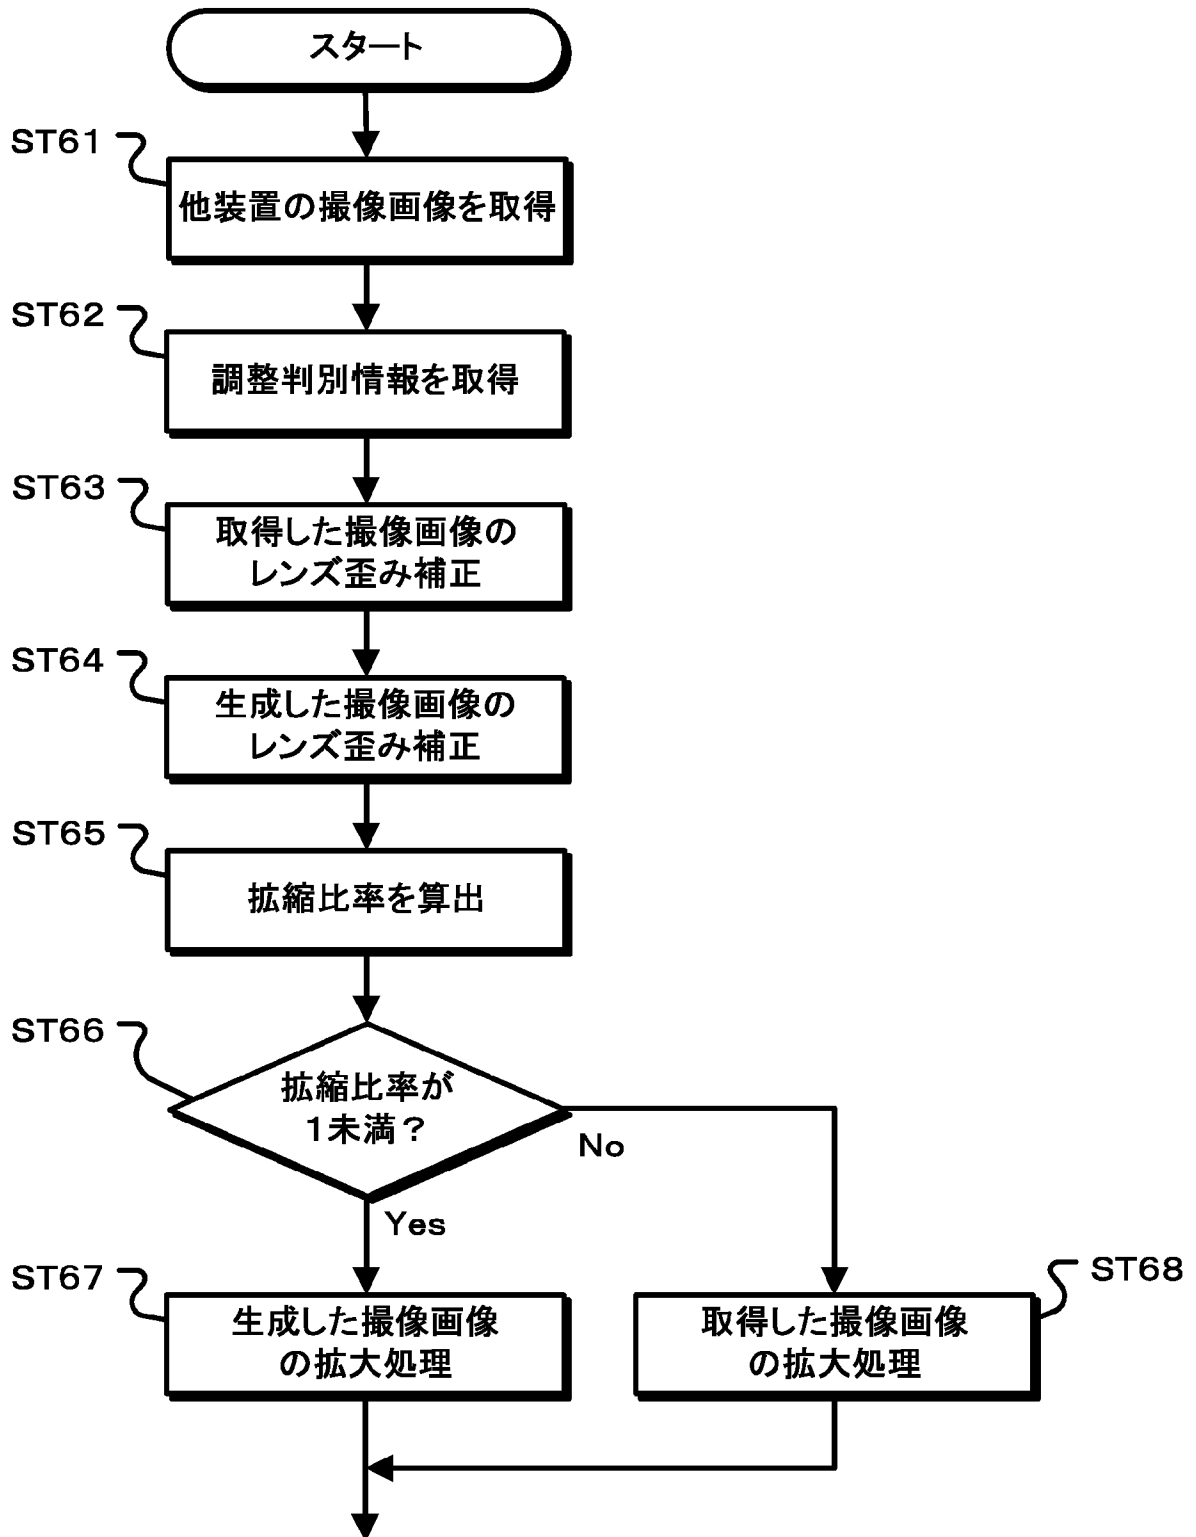 スタート
ST61
他装置の撮像画像を取得
ST62
調整判別情報を取得
ST63
取得した撮像画像の
レンズ歪み補正
ST64
生成した撮像画像の
レンズ歪み補正
ST65
拡縮比率を算出
ST66
拡縮比率が
1未満？
No
Yes
ST67
生成した撮像画像
の拡大処理
ST68
取得した撮像画像
の拡大処理